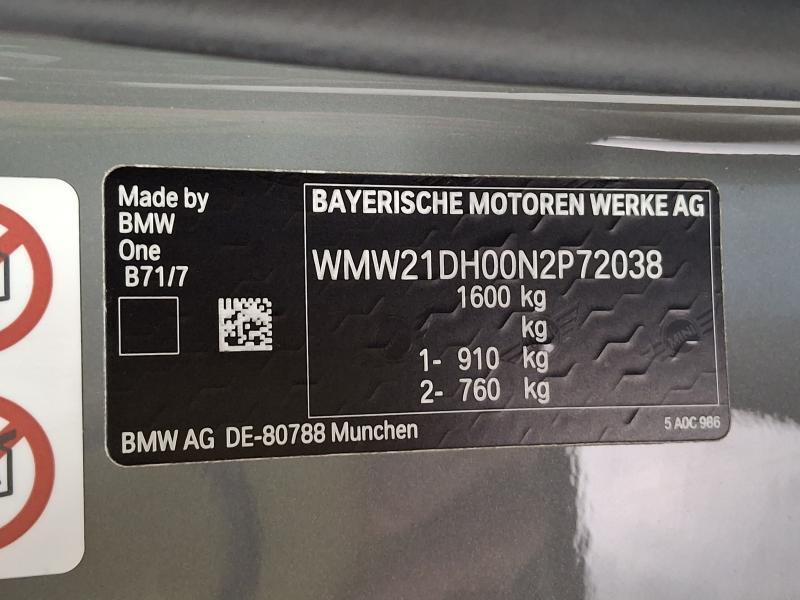 Made by
BMW
One
B71/7
BAYERISCHE MOTOREN WERKE AG
WMW21DH00N2P72038
1600 kg
kg
1- 910 kg
2- 760 kg
BMW AG DE-80788 Munchen
5 A0C 986